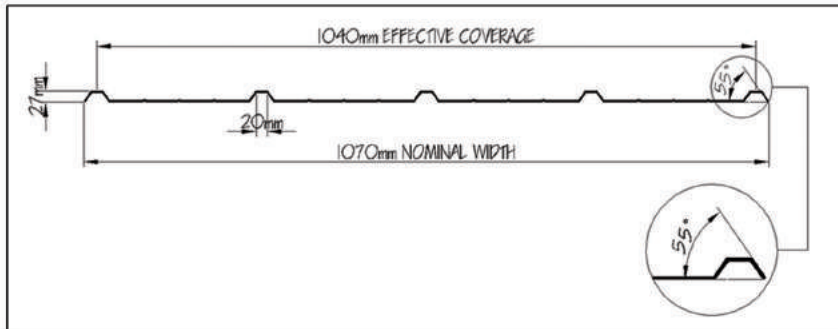 1040mm EFFECTIVE COVERAGE
27mm
55°
20mm
1070mm NOMINAL WIDTH
55°